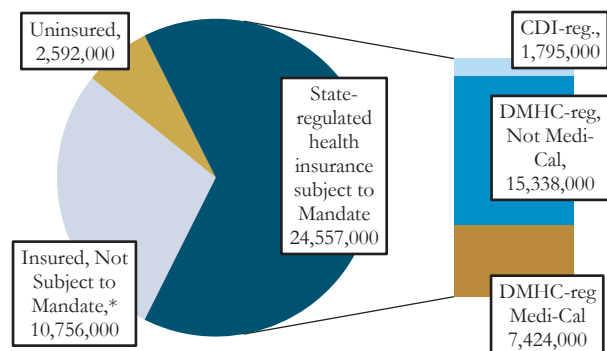 Uninsured,
2,592,000
State-
regulated
health
insurance
subject to
Mandate
24,557,000
Insured, Not
Subject to
Mandate,*
10,756,000
CDI-reg.,
1,795,000
DMHC-reg,
Not Medi-
Cal,
15,338,000
DMHC-reg
Medi-Cal
7,424,000